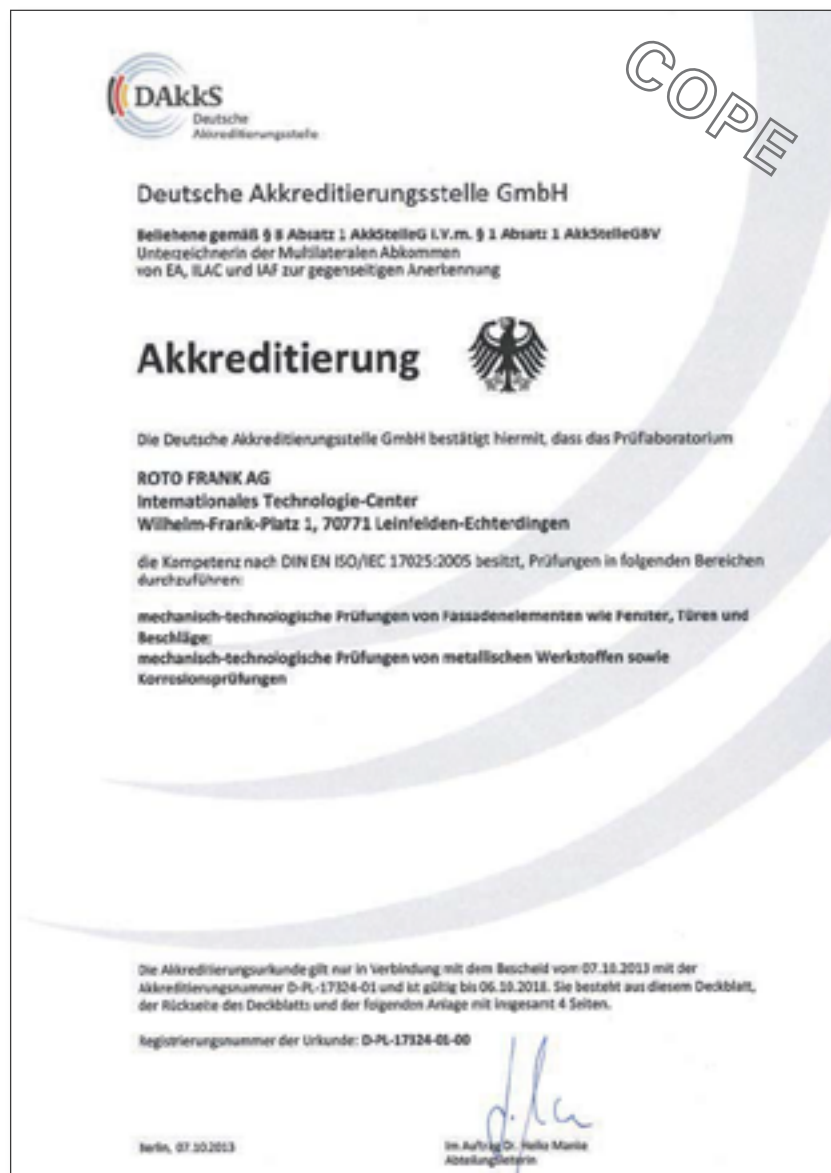 DAkkS
Deutsche
Akkreditierungsstelle
COPE
Deutsche Akkreditierungsstelle GmbH
Beliehene gemäß § 8 Absatz 1 AkkStelleG i.V.m. § 1 Absatz 1 AkkStelleGBV
Unterzeichnerin der Multilateralen Abkommen
von EA, ILAC und IAF zur gegenseitigen Anerkennung
Akkreditierung
Die Deutsche Akkreditierungsstelle GmbH bestätigt hiermit, dass das Prüflaboratorium
ROTO FRANK AG
Internationales Technologie-Center
Wilhelm-Frank-Platz 1, 70771 Leinfelden-Echterdingen
die Kompetenz nach DIN EN ISO/IEC 17025:2005 besitzt, Prüfungen in folgenden Bereichen
durchzuführen:
mechanisch-technologische Prüfungen von Fassadenelementen wie Fenster, Türen und
Beschläge;
mechanisch-technologische Prüfungen von metallischen Werkstoffen sowie
Korrosionsprüfungen
Die Akkreditierungsurkunde gilt nur in Verbindung mit dem Bescheid vom 07.10.2013 mit der
Akkreditierungsnummer D-PL-17324-01 und ist gültig bis 06.10.2018. Sie besteht aus diesem Deckblatt,
der Rückseite des Deckblatts und der folgenden Anlage mit insgesamt 4 Seiten.
Registrierungsnummer der Urkunde: D-PL-17324-01-00
Berlin, 07.10.2013
Im Auftrag Dr. Heike Manke
Abteilungsleiterin